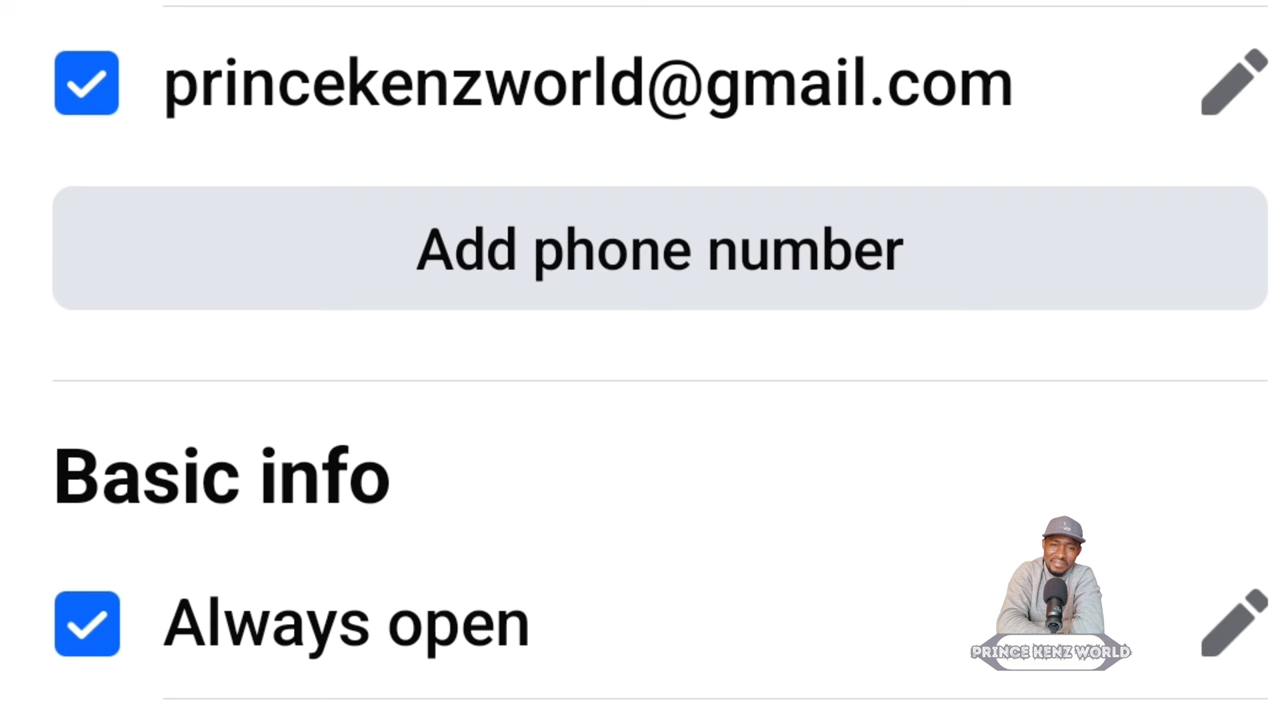 princekenzworld@gmail.com
Add phone number
Basic info
Always open
PRINCE KENZ WORLD